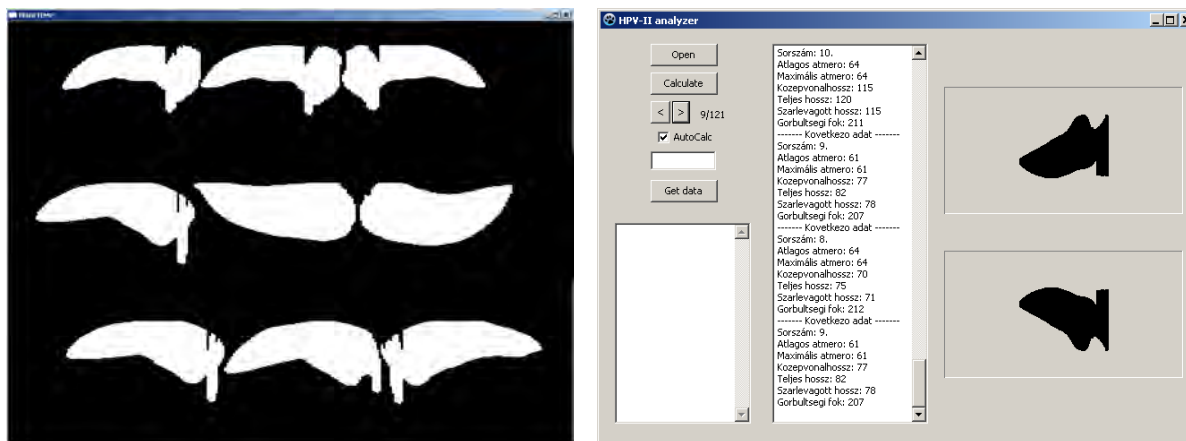 HPV-II analyzer
Open
Calculate
< > 9/121
AutoCalc
Get data
Sorszám: 10.
Atlagos atmero: 64
Maximális atmero: 64
Kozepvonalhossz: 115
Teljes hossz: 120
Szarlevagott hossz: 115
Gorbultsegi fok: 211
------- Kovetkezo adat -------
Sorszám: 9.
Atlagos atmero: 61
Maximális atmero: 61
Kozepvonalhossz: 77
Teljes hossz: 82
Szarlevagott hossz: 78
Gorbultsegi fok: 207
------- Kovetkezo adat -------
Sorszám: 8.
Atlagos atmero: 64
Maximális atmero: 64
Kozepvonalhossz: 70
Teljes hossz: 75
Szarlevagott hossz: 71
Gorbultsegi fok: 212
------- Kovetkezo adat -------
Sorszám: 9.
Atlagos atmero: 61
Maximális atmero: 61
Kozepvonalhossz: 77
Teljes hossz: 82
Szarlevagott hossz: 78
Gorbultsegi fok: 207